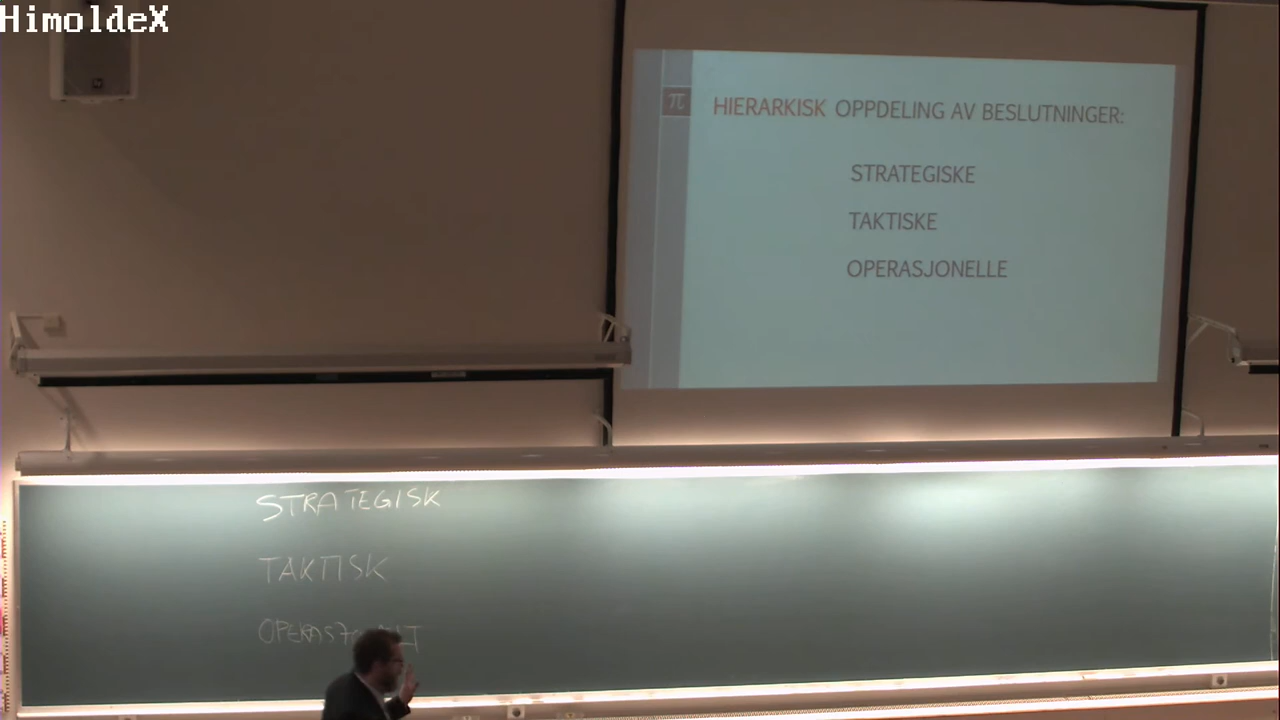 HimoldeX
π
HIERARKISK OPPDELING AV BESLUTNINGER:
STRATEGISKE
TAKTISKE
OPERASJONELLE
STRATEGISK
TAKTISK